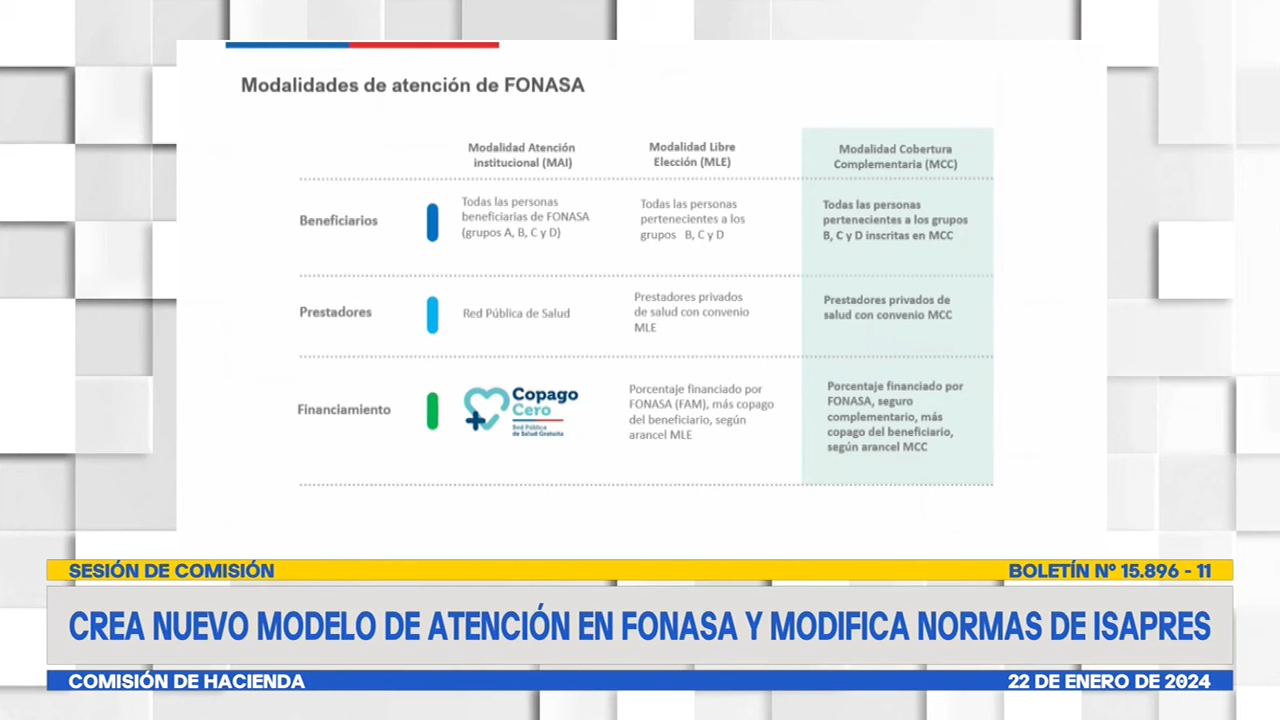 Modalidades de atención de FONASA
Modalidad Atención
institucional (MAI)
Modalidad Libre
Elección (MLE)
Modalidad Cobertura
Complementaria (MCC)
Beneficiarios
Todas las personas
beneficiarias de FONASA
(grupos A, B, C y D)
Todas las personas
pertenecientes a los
grupos B, C y D
Todas las personas
pertenecientes a los grupos
B, C y D inscritas en MCC
Prestadores
Red Pública de Salud
Prestadores privados
de salud con convenio
MLE
Prestadores privados de
salud con convenio MCC
Financiamiento
Copago
Cero
Red Pública
de Salud Gratuita
Porcentaje financiado por
FONASA (FAM), más copago
del beneficiario, según
arancel MLE
Porcentaje financiado por
FONASA, seguro
complementario, más
copago del beneficiario,
según arancel MCC
SESIÓN DE COMISIÓN
BOLETÍN N° 15.896 - 11
CREA NUEVO MODELO DE ATENCIÓN EN FONASA Y MODIFICA NORMAS DE ISAPRES
COMISIÓN DE HACIENDA
22 DE ENERO DE 2024